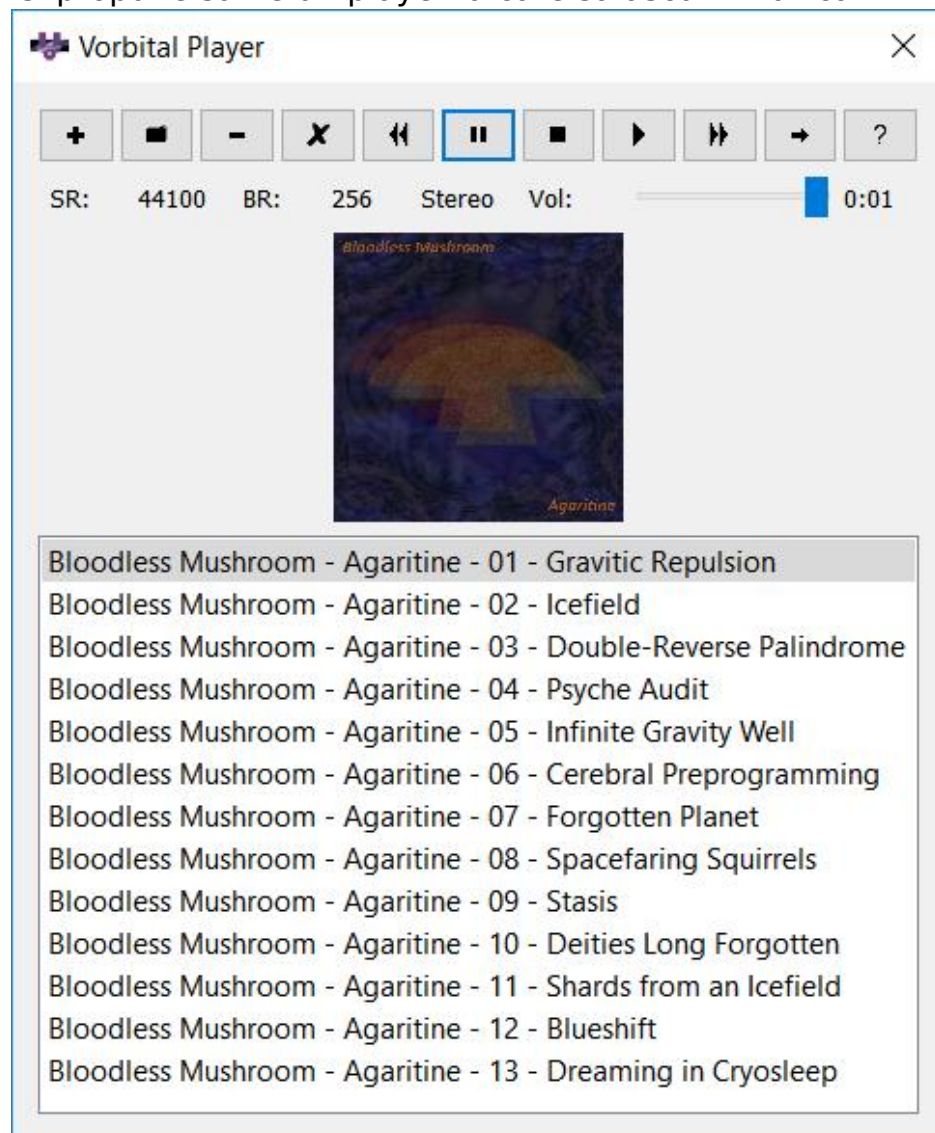 Vorbital Player
?
SR: 44100 BR: 256 Stereo Vol: 0:01
Bloodless Mushroom
Agaritine
Bloodless Mushroom - Agaritine - 01 - Gravitic Repulsion
Bloodless Mushroom - Agaritine - 02 - Icefield
Bloodless Mushroom - Agaritine - 03 - Double-Reverse Palindrome
Bloodless Mushroom - Agaritine - 04 - Psyche Audit
Bloodless Mushroom - Agaritine - 05 - Infinite Gravity Well
Bloodless Mushroom - Agaritine - 06 - Cerebral Preprogramming
Bloodless Mushroom - Agaritine - 07 - Forgotten Planet
Bloodless Mushroom - Agaritine - 08 - Spacefaring Squirrels
Bloodless Mushroom - Agaritine - 09 - Stasis
Bloodless Mushroom - Agaritine - 10 - Deities Long Forgotten
Bloodless Mushroom - Agaritine - 11 - Shards from an Icefield
Bloodless Mushroom - Agaritine - 12 - Blueshift
Bloodless Mushroom - Agaritine - 13 - Dreaming in Cryosleep